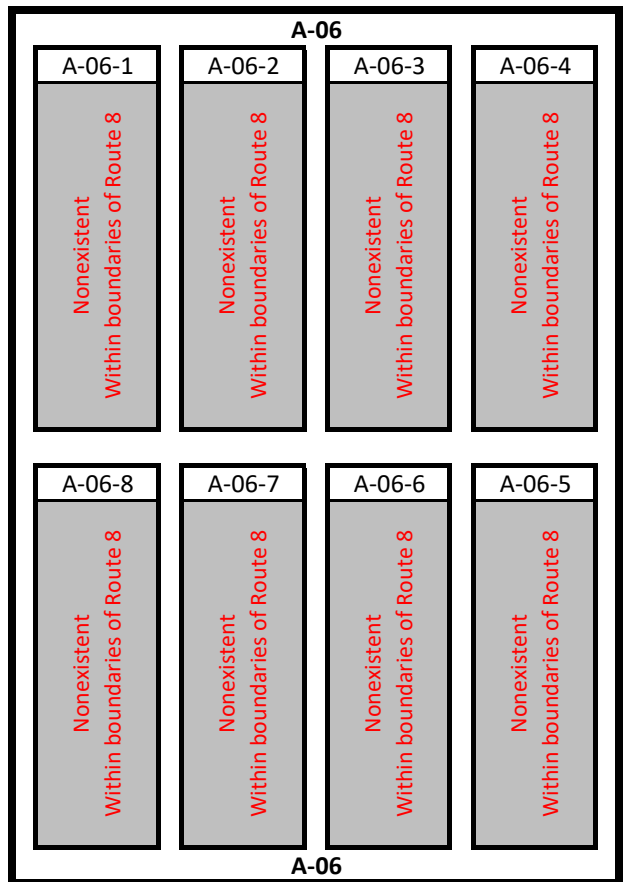 A-06
A-06-1
A-06-2
A-06-3
A-06-4
Nonexistent
Within boundaries of Route 8
Nonexistent
Within boundaries of Route 8
Nonexistent
Within boundaries of Route 8
Nonexistent
Within boundaries of Route 8
A-06-8
A-06-7
A-06-6
A-06-5
Nonexistent
Within boundaries of Route 8
Nonexistent
Within boundaries of Route 8
Nonexistent
Within boundaries of Route 8
Nonexistent
Within boundaries of Route 8
A-06